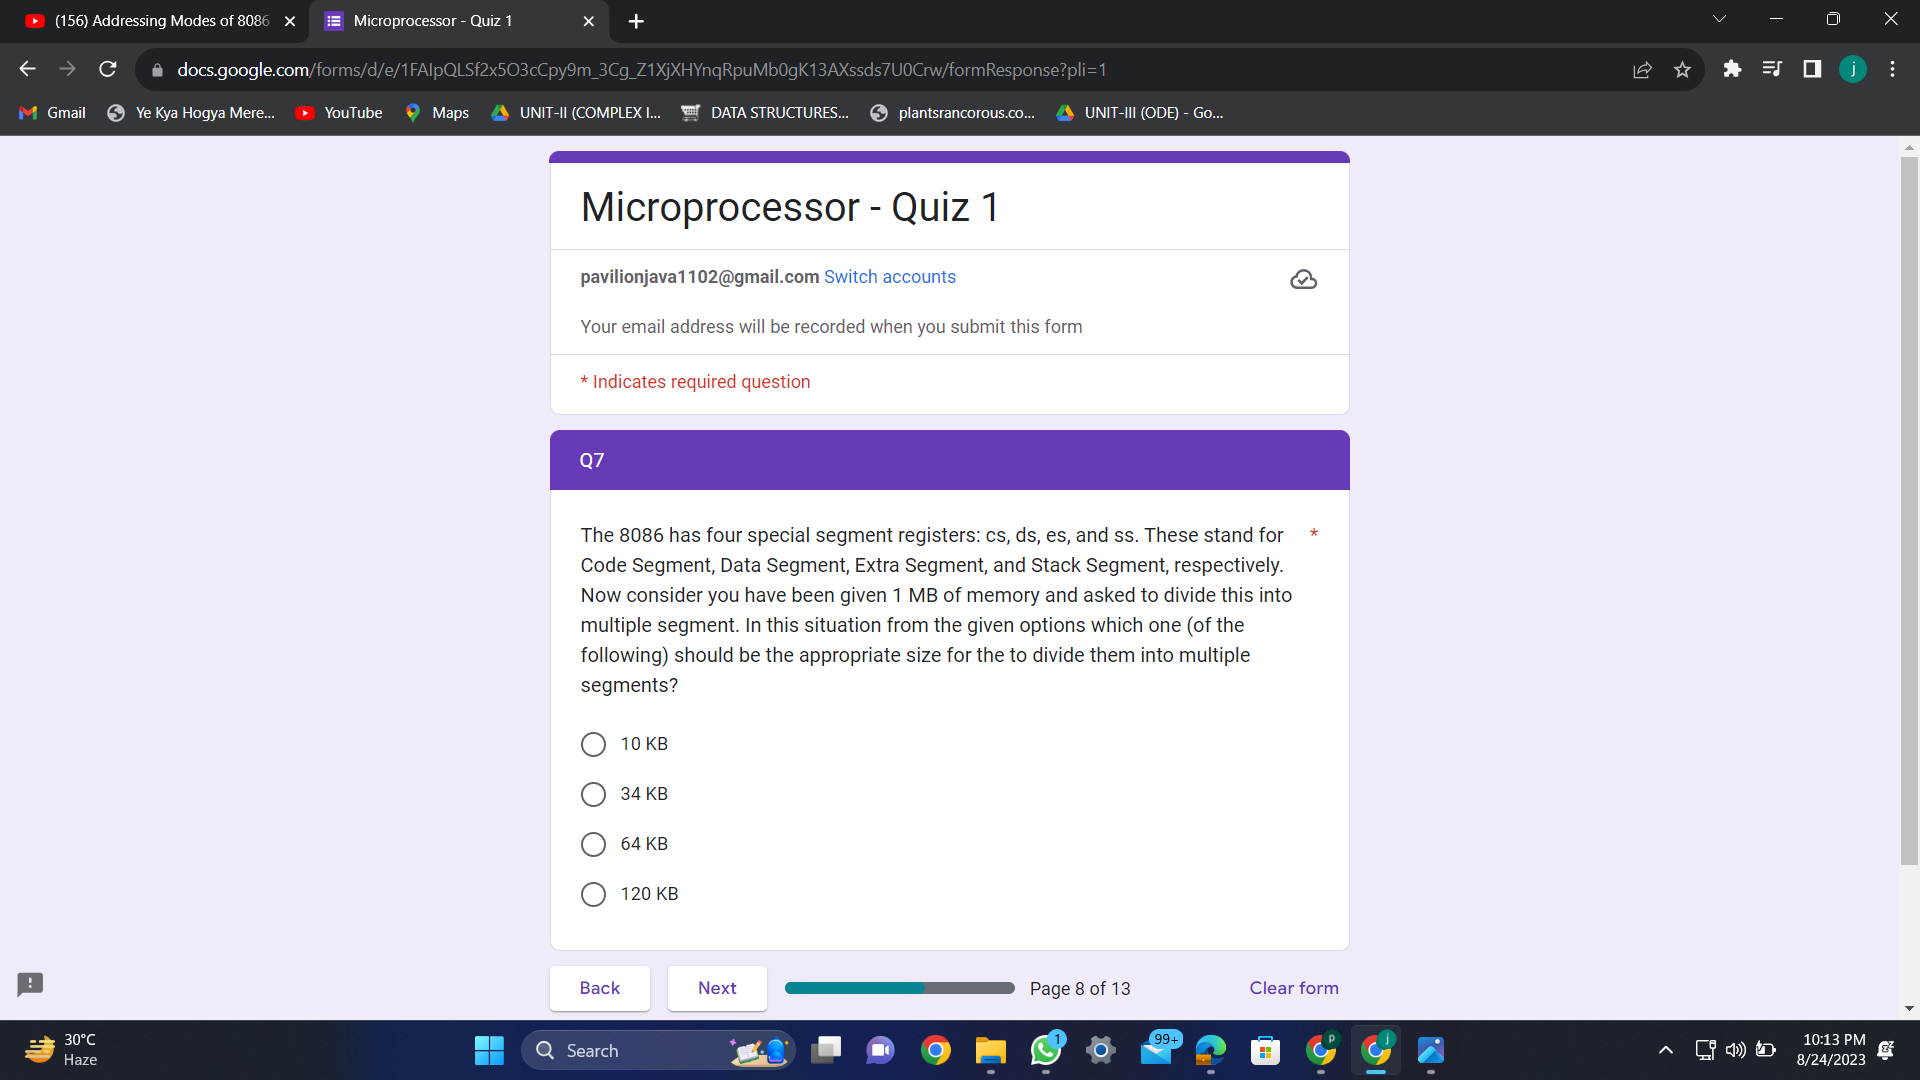 (156) Addressing Modes of 8086
Microprocessor - Quiz 1
docs.google.com/forms/d/e/1FAIpQLSf2x5O3cCpy9m_3Cg_Z1XjXHYnqRpuMb0gK13AXssds7U0Crw/formResponse?pli=1
j
Gmail
Ye Kya Hogya Mere...
YouTube
Maps
UNIT-II (COMPLEX I...
DATA STRUCTURES...
plantsrancorous.co...
UNIT-III (ODE) - Go...
Microprocessor - Quiz 1
pavilionjava1102@gmail.com Switch accounts
Your email address will be recorded when you submit this form
* Indicates required question
Q7
The 8086 has four special segment registers: cs, ds, es, and ss. These stand for *
Code Segment, Data Segment, Extra Segment, and Stack Segment, respectively.
Now consider you have been given 1 MB of memory and asked to divide this into
multiple segment. In this situation from the given options which one (of the
following) should be the appropriate size for the to divide them into multiple
segments?
10 KB
34 KB
64 KB
120 KB
Back
Next
Page 8 of 13
Clear form
30°C
Haze
Search
1
99+
p
j
10:13 PM
8/24/2023